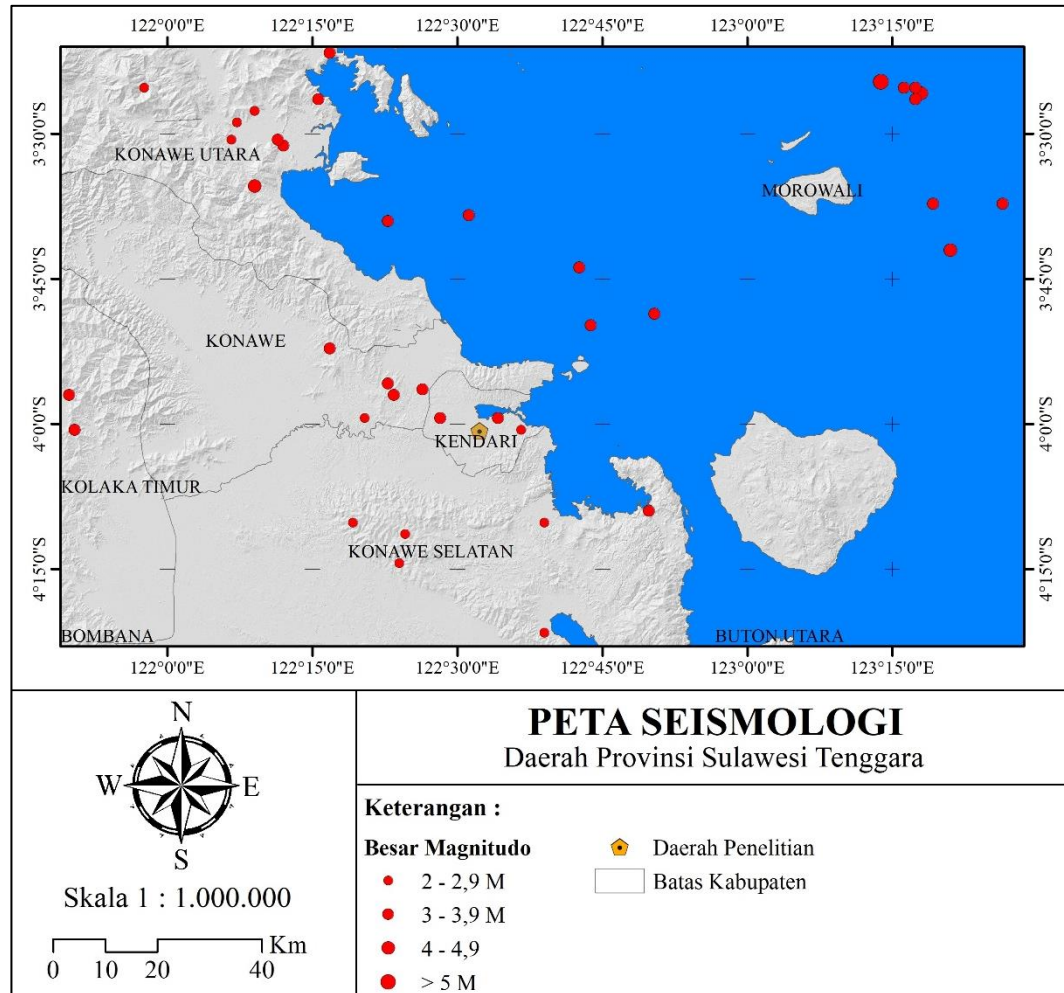 122°0'0"E 122°15'0"E 122°30'0"E 122°45'0"E 123°0'0"E 123°15'0"E
3°30'0"S 3°30'0"S
KONAWE UTARA
MOROWALI
3°45'0"S 3°45'0"S
KONAWE
4°0'0"S 4°0'0"S
KENDARI
KOLAKA TIMUR
KONAWE SELATAN
4°15'0"S 4°15'0"S
BOMBANA BUTON UTARA
122°0'0"E 122°15'0"E 122°30'0"E 122°45'0"E 123°0'0"E 123°15'0"E
N
W E
S
Skala 1 : 1.000.000
Km
0 10 20 40
PETA SEISMOLOGI
Daerah Provinsi Sulawesi Tenggara
Keterangan :
Besar Magnitudo
2 - 2,9 M
3 - 3,9 M
4 - 4,9
> 5 M
Daerah Penelitian
Batas Kabupaten